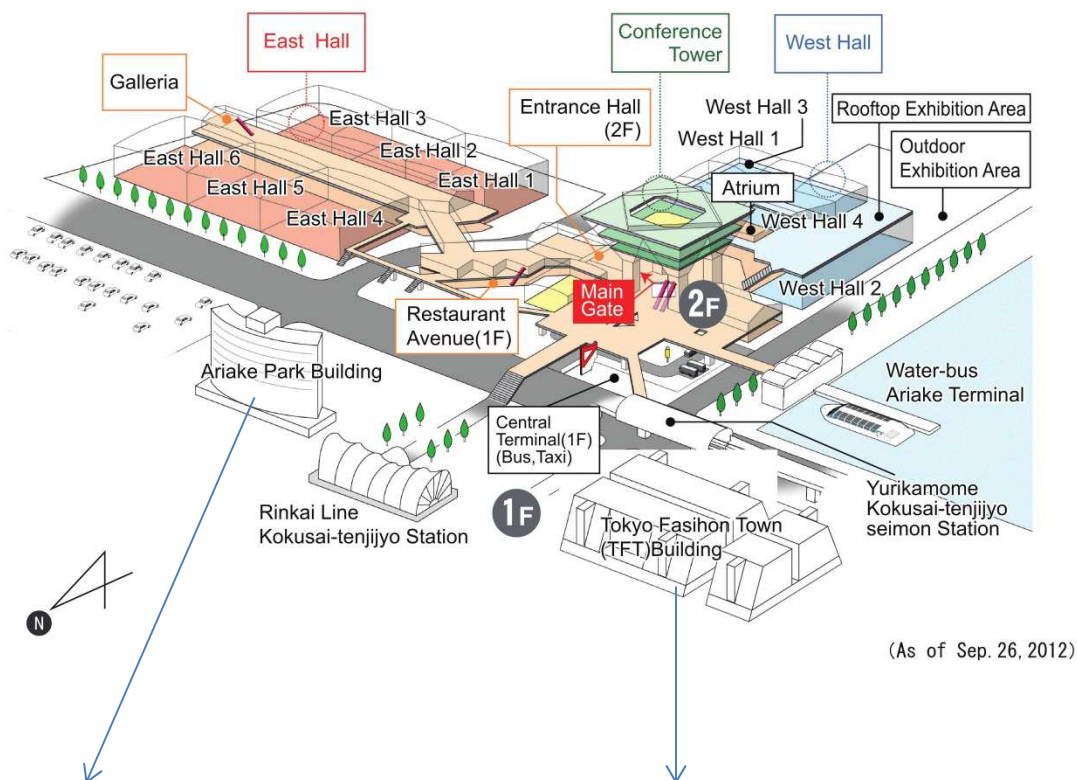 East Hall
Conference
Tower
West Hall
Galleria
Entrance Hall
(2F)
West Hall 3
West Hall 1
Rooftop Exhibition Area
Outdoor
Exhibition Area
East Hall 3
East Hall 2
East Hall 1
East Hall 6
East Hall 5
East Hall 4
Atrium
West Hall 4
West Hall 2
Main
Gate
2F
Restaurant
Avenue(1F)
Ariake Park Building
Water-bus
Ariake Terminal
Central
Terminal(1F)
(Bus,Taxi)
Rinkai Line
Kokusai-tenjijyo Station
1F
Tokyo Fasihon Town
(TFT)Building
Yurikamome
Kokusai-tenjijyo
seimon Station
N
(As of Sep.26,2012)